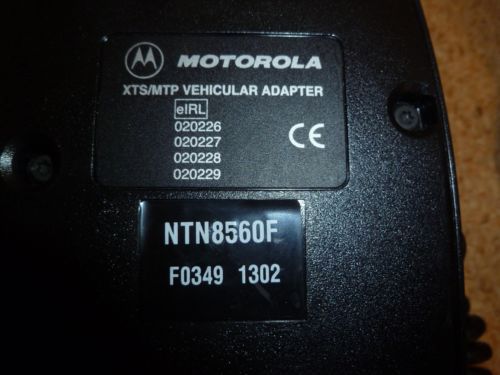 MOTOROLA
XTS/MTP VEHICULAR ADAPTER
eIRL
020226
020227
020228
020229
CE
NTN8560F
F0349 1302